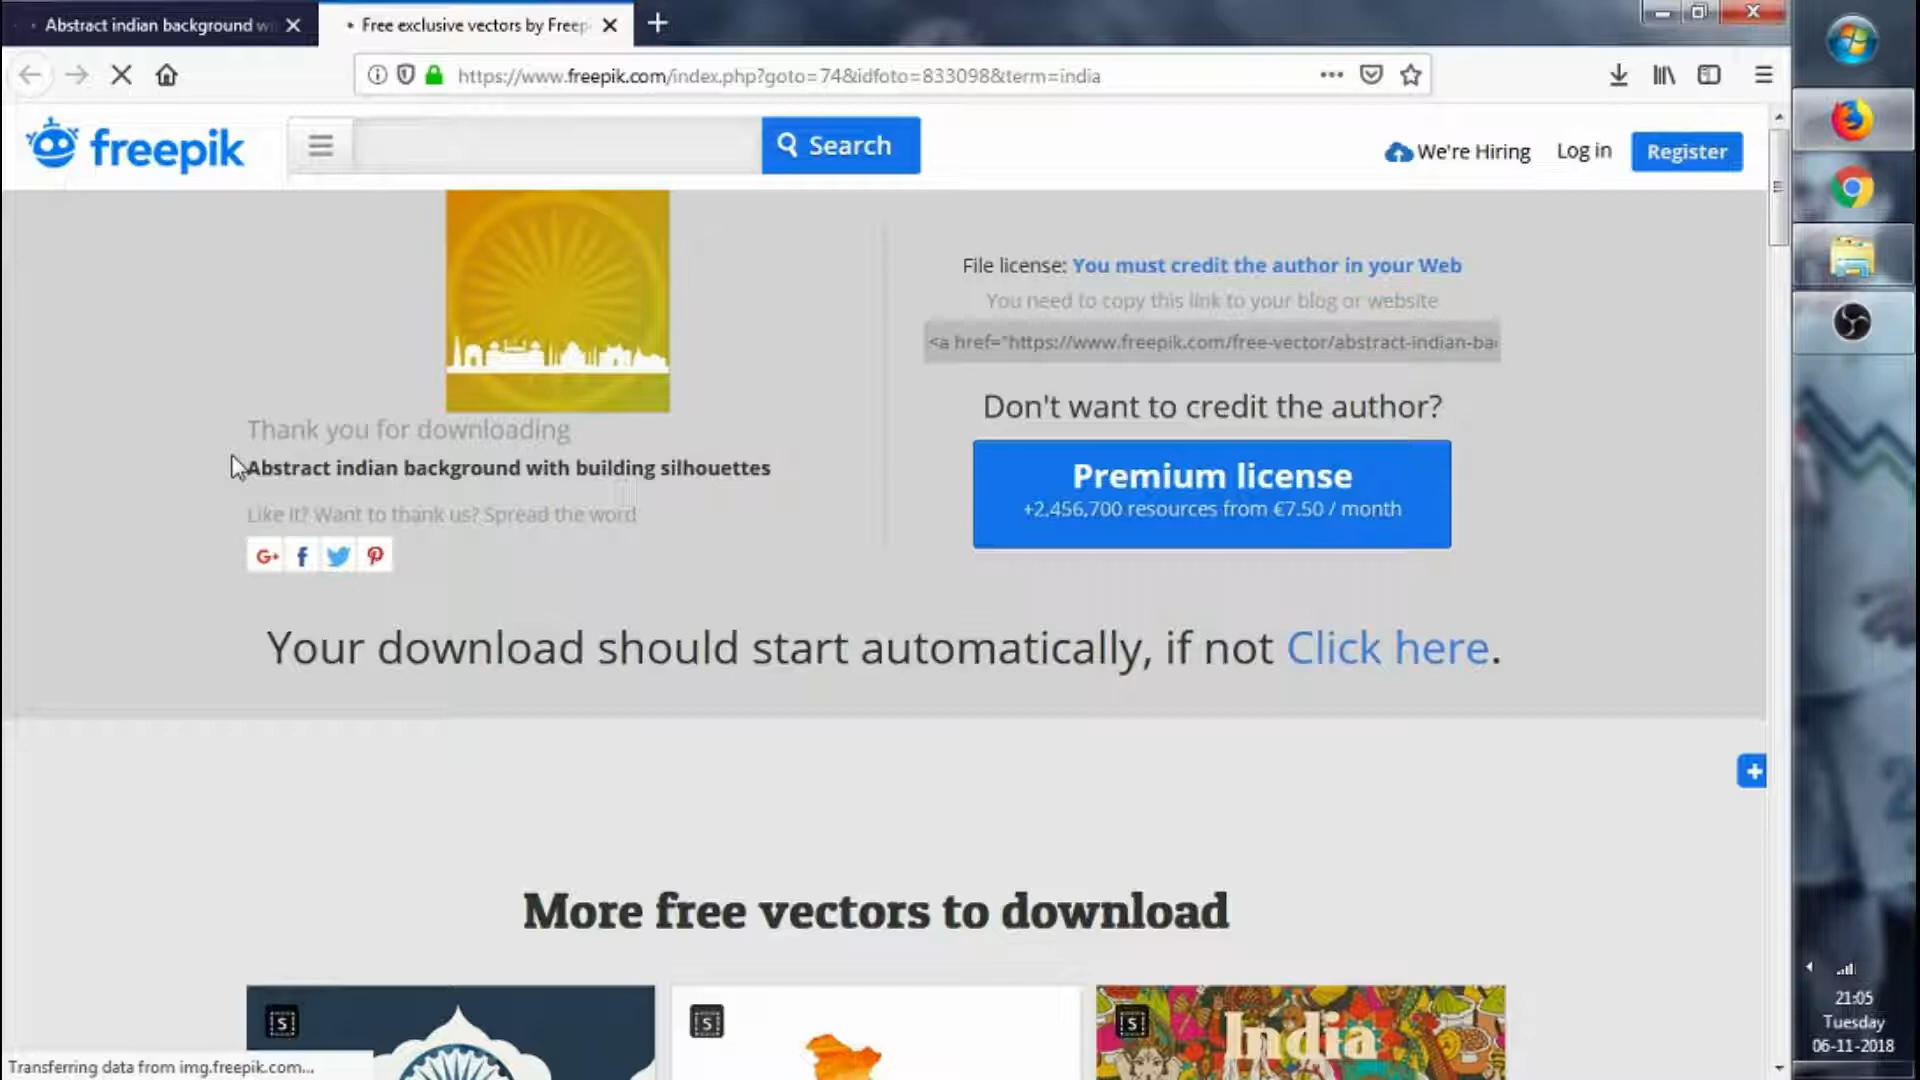 Abstract indian background w
Free exclusive vectors by Freep
https://www.freepik.com/index.php?goto=74&idfoto=833098&term=india
freepik
Search
We're Hiring
Log in
Register
File license: You must credit the author in your Web
You need to copy this link to your blog or website
<a href="https://www.freepik.com/free-vector/abstract-indian-ba
Don't want to credit the author?
Premium license
+2,456,700 resources from €7.50 / month
Thank you for downloading
Abstract indian background with building silhouettes
Like it? Want to thank us? Spread the word
G+
Your download should start automatically, if not Click here.
More free vectors to download
S
S
S
India
Transferring data from img.freepik.com...
21:05
Tuesday
06-11-2018